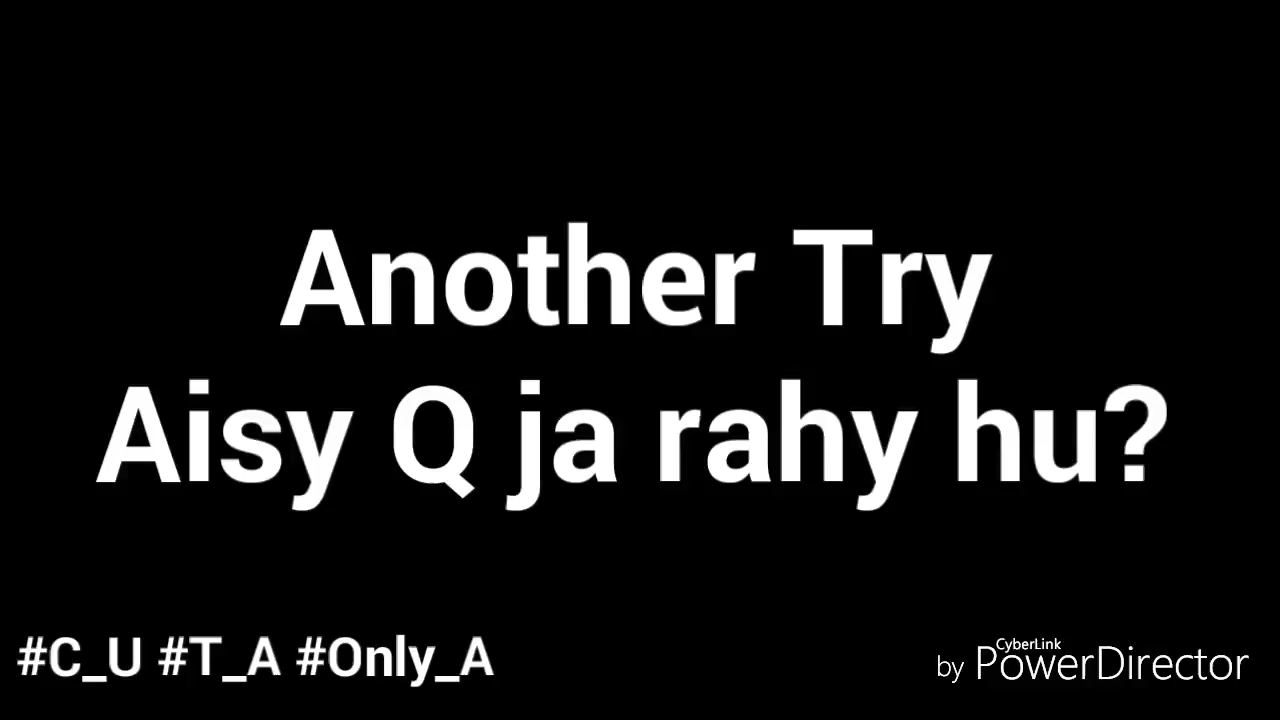 Another Try
Aisy Q ja rahy hu?
#C_U #T_A #Only_A
CyberLink
by PowerDirector